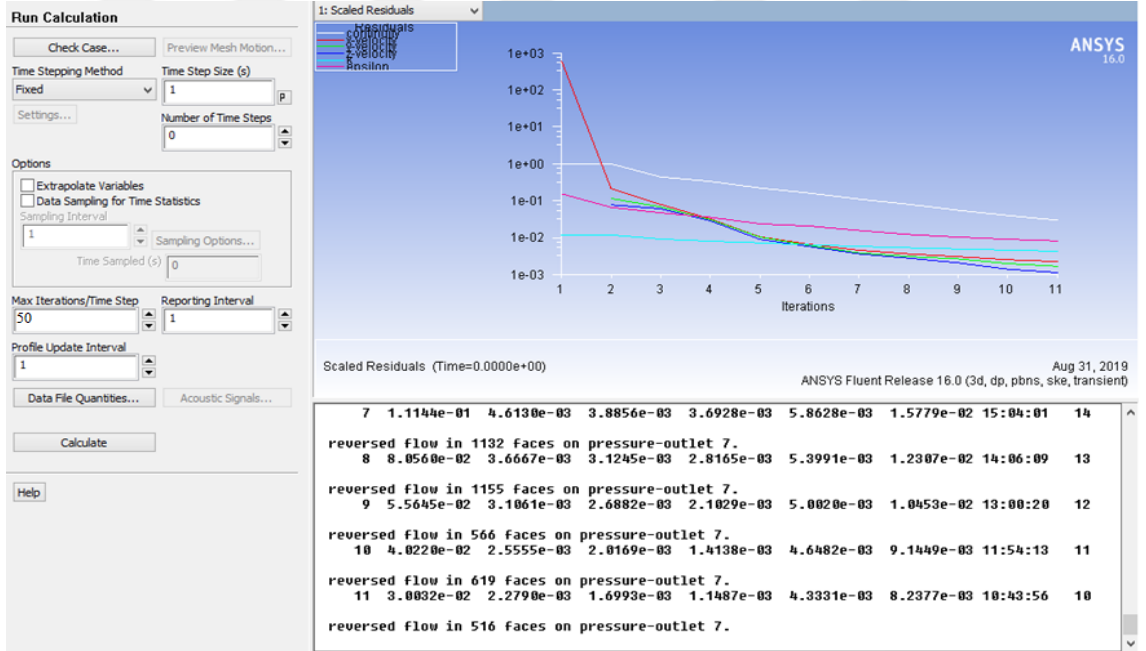 Run Calculation
Check Case...
Preview Mesh Motion...
Time Stepping Method
Time Step Size (s)
Fixed
1
P
Settings...
Number of Time Steps
0
Options
Extrapolate Variables
Data Sampling for Time Statistics
Sampling Interval
1
Sampling Options...
Time Sampled (s)
0
Max Iterations/Time Step
Reporting Interval
50
1
Profile Update Interval
1
Data File Quantities...
Acoustic Signals...
Calculate
Help
1: Scaled Residuals
Residuals
continuity
x-velocity
z-velocity
epsilon
ANSYS
16.0
1e+03
1e+02
1e+01
1e+00
1e-01
1e-02
1e-03
1 2 3 4 5 6 7 8 9 10 11
Iterations
Scaled Residuals (Time=0.0000e+00)
Aug 31, 2019
ANSYS Fluent Release 16.0 (3d, dp, pbns, ske, transient)
7 1.1144e-01 4.6130e-03 3.8856e-03 3.6928e-03 5.8628e-03 1.5779e-02 15:04:01 14
reversed flow in 1132 faces on pressure-outlet 7.
8 8.0560e-02 3.6667e-03 3.1245e-03 2.8165e-03 5.3991e-03 1.2307e-02 14:06:09 13
reversed flow in 1155 faces on pressure-outlet 7.
9 5.5645e-02 3.1061e-03 2.6882e-03 2.1029e-03 5.0020e-03 1.0453e-02 13:00:20 12
reversed flow in 566 faces on pressure-outlet 7.
10 4.0220e-02 2.5555e-03 2.0169e-03 1.4138e-03 4.6482e-03 9.1449e-03 11:54:13 11
reversed flow in 619 faces on pressure-outlet 7.
11 3.0032e-02 2.2790e-03 1.6993e-03 1.1487e-03 4.3331e-03 8.2377e-03 10:43:56 10
reversed flow in 516 faces on pressure-outlet 7.